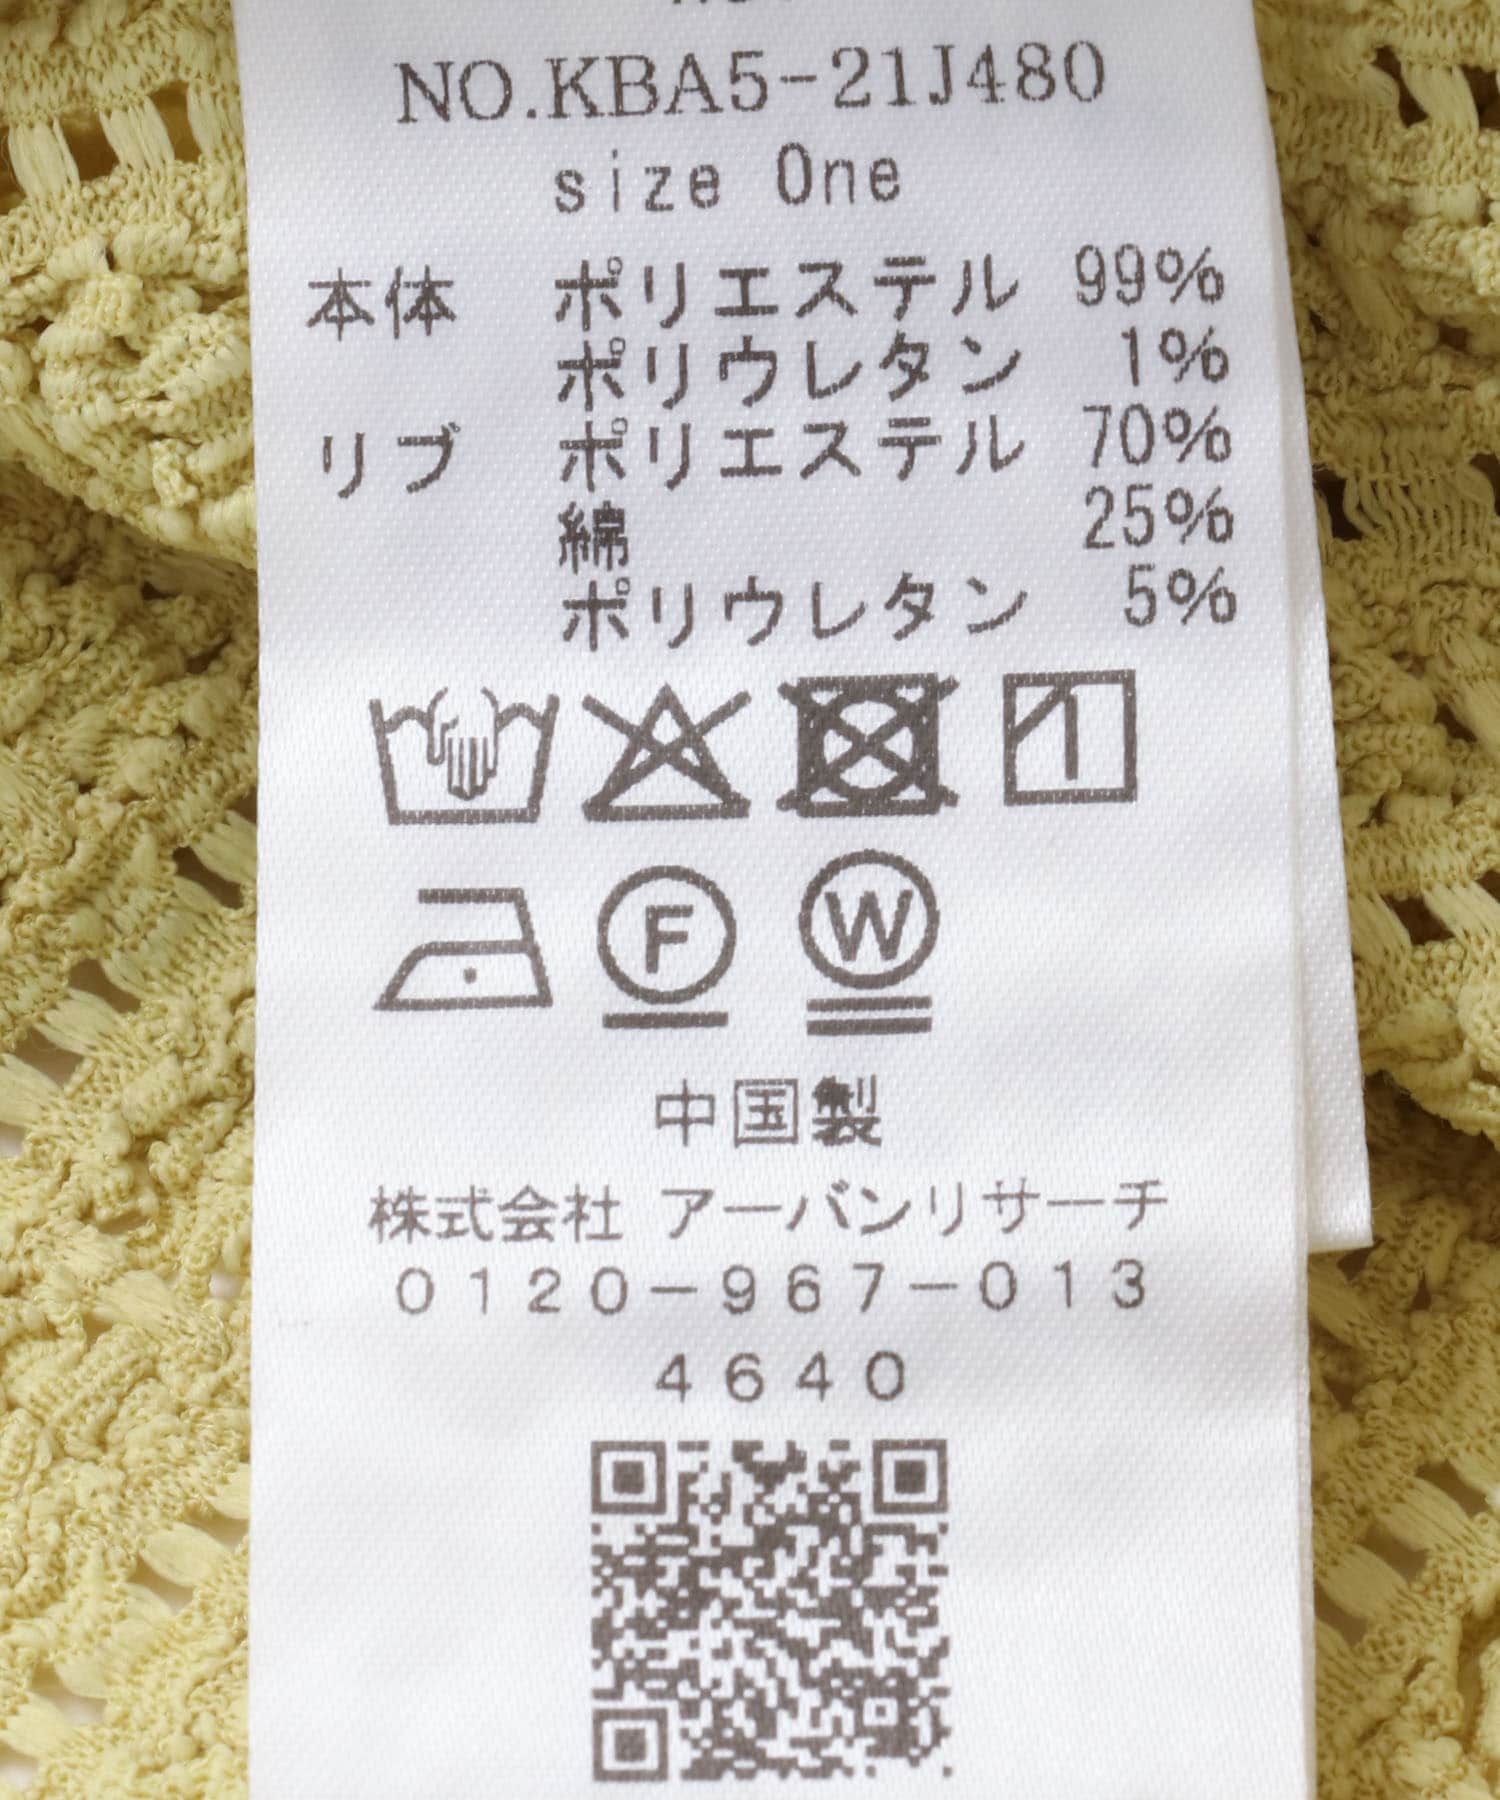 NO.KBA5-21J480
size One
本体 ポリエステル 99%
ポリウレタン 1%
リブ ポリエステル 70%
綿 25%
ポリウレタン 5%
F W
中国製
株式会社 アーバンリサーチ
0120-967-013
4640